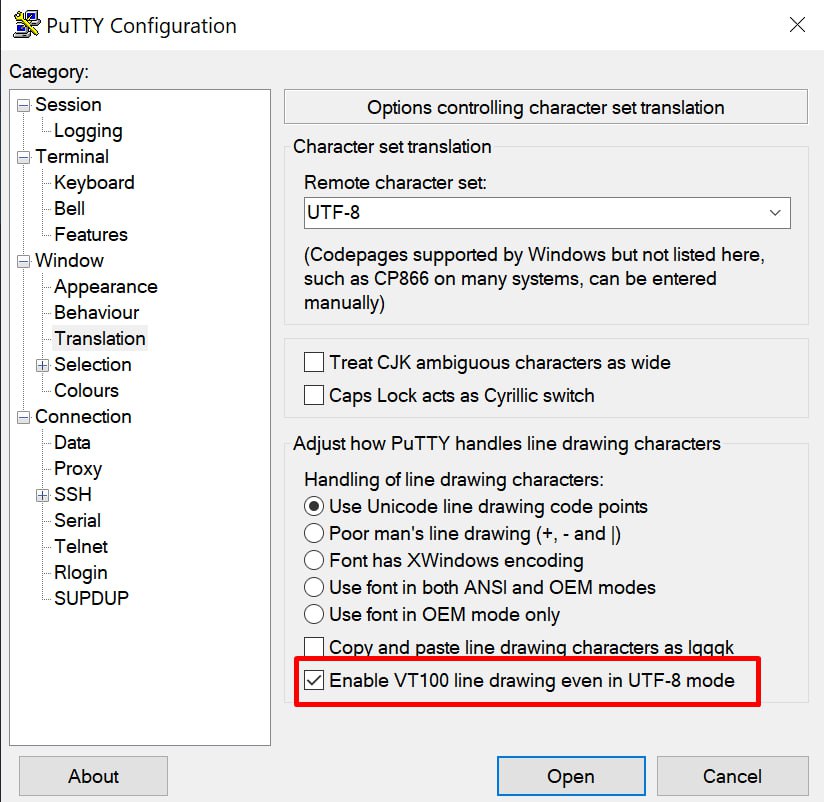 PuTTY Configuration
Category:
Session
Logging
Terminal
Keyboard
Bell
Features
Window
Appearance
Behaviour
Translation
Selection
Colours
Connection
Data
Proxy
SSH
Serial
Telnet
Rlogin
SUPDUP
Options controlling character set translation
Character set translation
Remote character set:
UTF-8
(Codepages supported by Windows but not listed here,
such as CP866 on many systems, can be entered
manually)
Treat CJK ambiguous characters as wide
Caps Lock acts as Cyrillic switch
Adjust how PuTTY handles line drawing characters
Handling of line drawing characters:
Use Unicode line drawing code points
Poor man's line drawing (+, - and |)
Font has XWindows encoding
Use font in both ANSI and OEM modes
Use font in OEM mode only
Copy and paste line drawing characters as lqqqk
Enable VT100 line drawing even in UTF-8 mode
About
Open
Cancel